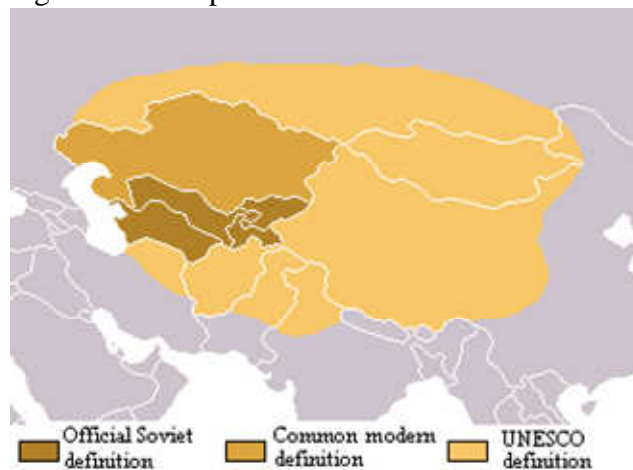 Official Soviet
definition
Common modern
definition
UNESCO
definition